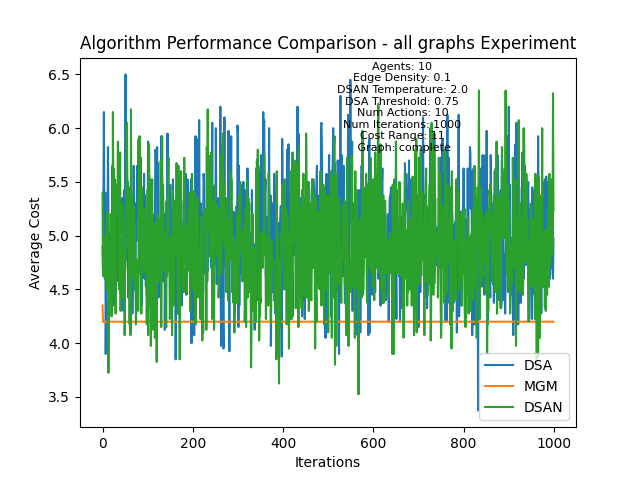 Algorithm Performance Comparison - all graphs Experiment
Agents: 10
Edge Density: 0.1
DSAN Temperature: 2.0
DSA Threshold: 0.75
Num Actions: 10
Num Iterations: 1000
Cost Range: 11
Graph: complete
Average Cost
6.5
6.0
5.5
5.0
4.5
4.0
3.5
DSA
MGM
DSAN
0
200
400
600
800
1000
Iterations